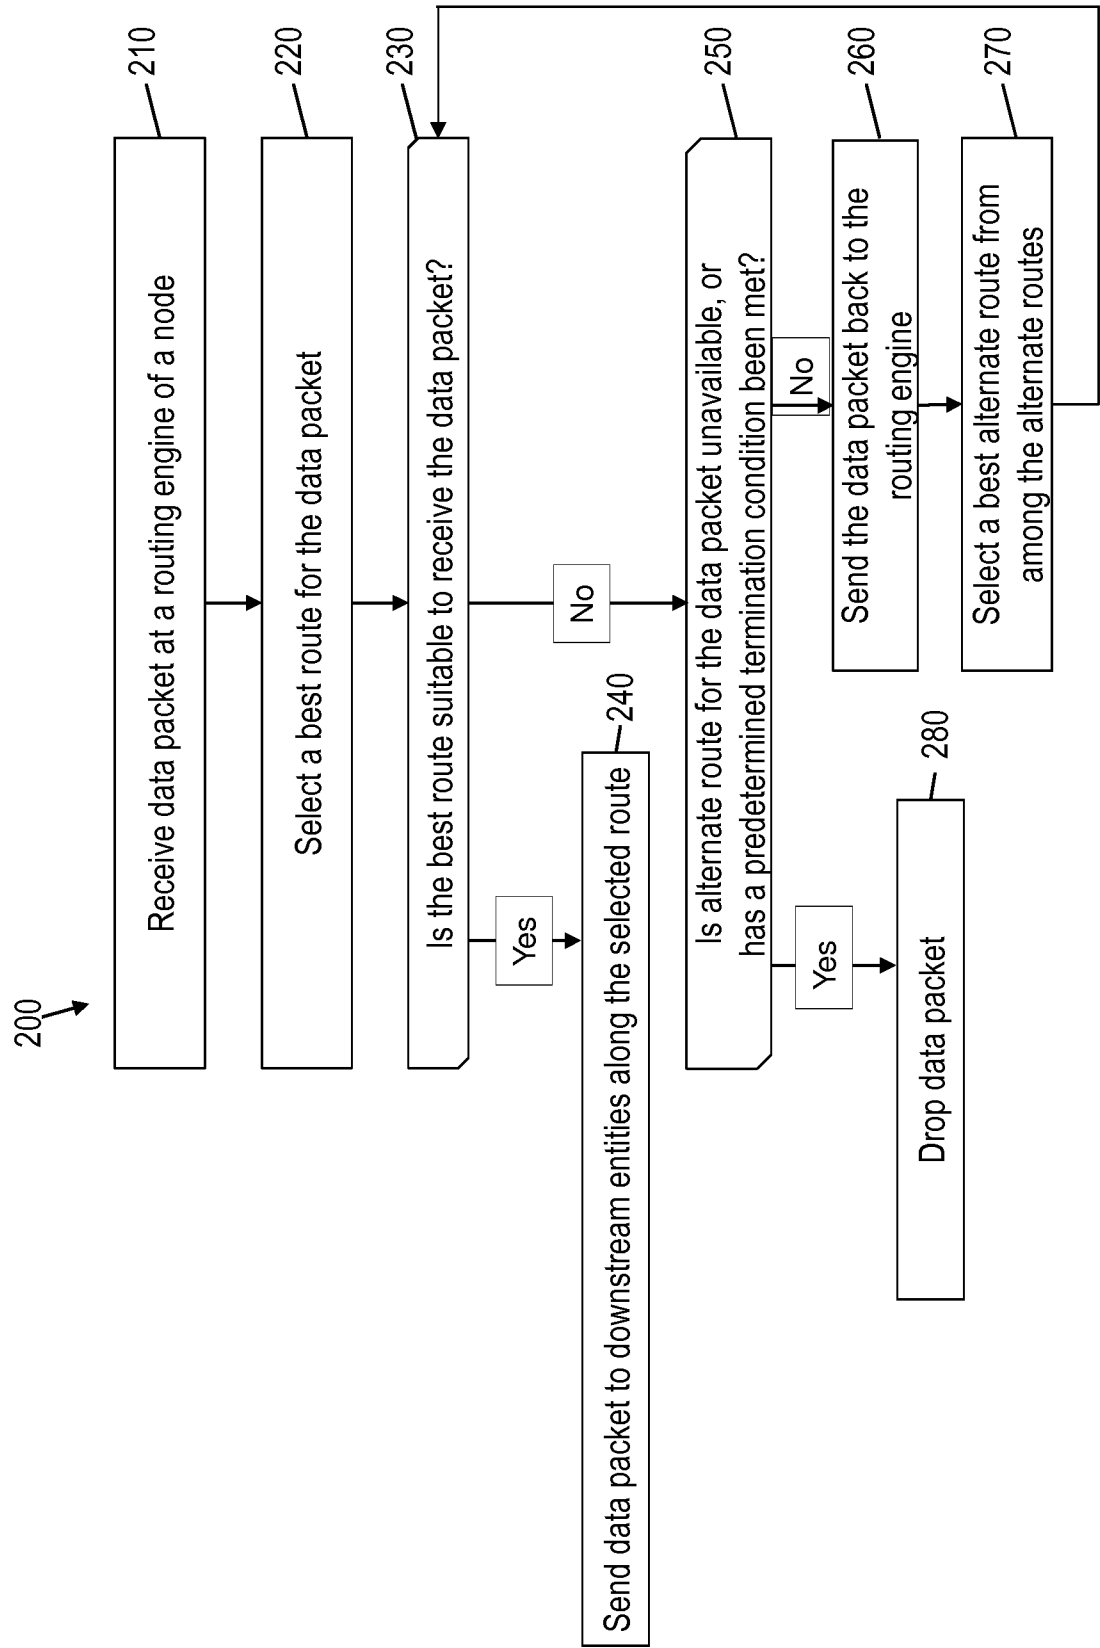 200
210
Receive data packet at a routing engine of a node
220
Select a best route for the data packet
230
Is the best route suitable to receive the data packet?
Yes
No
240
Send data packet to downstream entities along the selected route
250
Is alternate route for the data packet unavailable, or
has a predetermined termination condition been met?
Yes
No
260
Send the data packet back to the
routing engine
270
Select a best alternate route from
among the alternate routes
280
Drop data packet